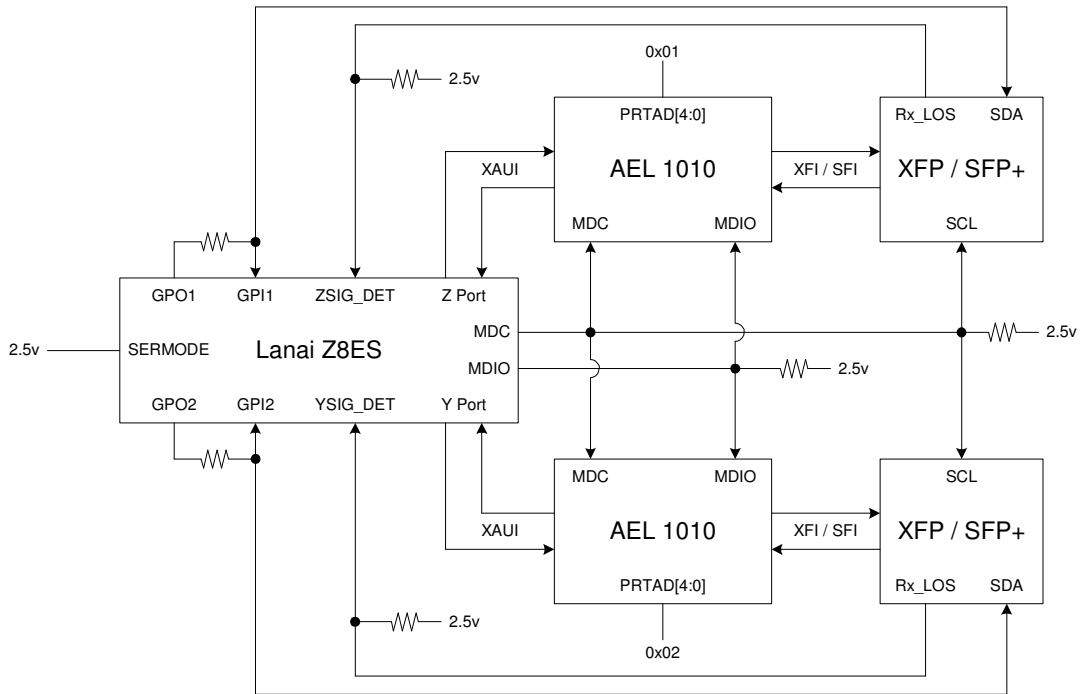 0x01
2.5v
PRTAD[4:0]
Rx_LOS SDA
XAUI
AEL 1010
XFI / SFI
XFP / SFP+
MDC MDIO
SCL
GPO1 GPI1 ZSIG_DET Z Port
MDC
2.5v
2.5v
SERMODE
Lanai Z8ES
MDIO
2.5v
GPO2 GPI2 YSIG_DET Y Port
MDC MDIO
SCL
XAUI
AEL 1010
XFI / SFI
XFP / SFP+
PRTAD[4:0]
Rx_LOS SDA
2.5v
0x02